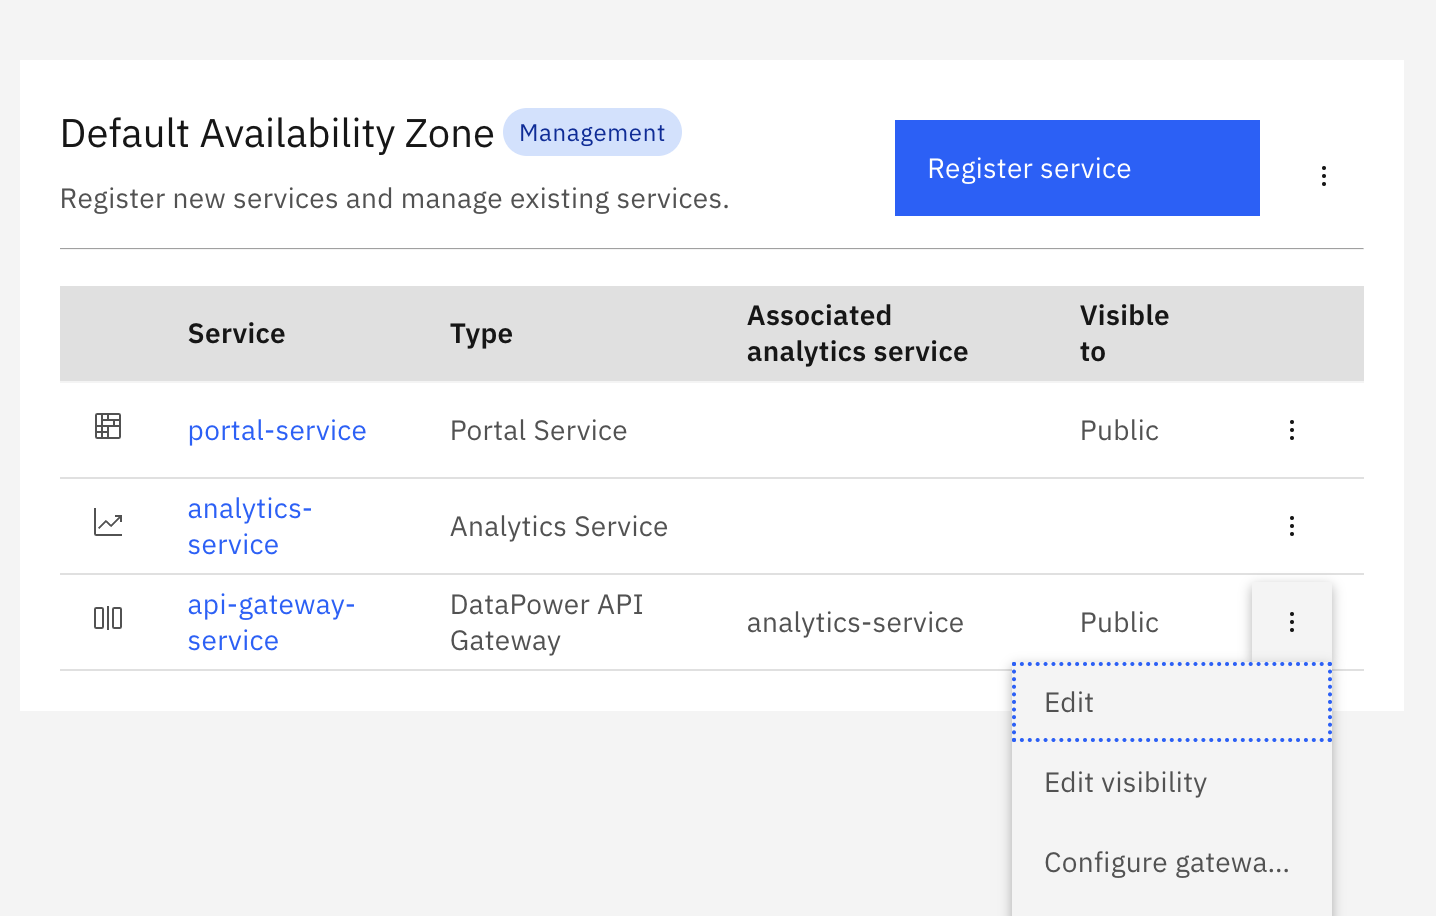 Default Availability Zone Management
Register new services and manage existing services.
Register service
Service Type Associated analytics service Visible to
portal-service Portal Service Public
analytics-service Analytics Service
api-gateway-service DataPower API Gateway analytics-service Public
Edit
Edit visibility
Configure gatewa...